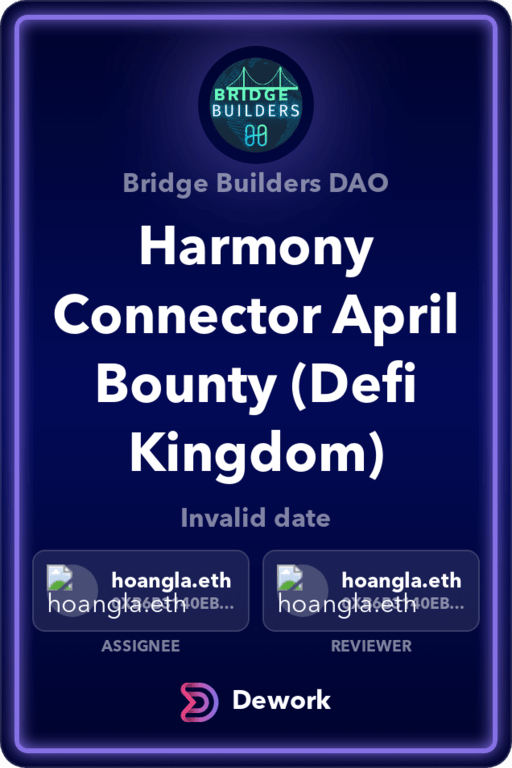 BRIDGE
BUILDERS
Bridge Builders DAO
Harmony
Connector April
Bounty (Defi
Kingdom)
Invalid date
hoangla.eth hoangla.eth
hoangla.eth hoangla.eth
ASSIGNEE REVIEWER
Dework